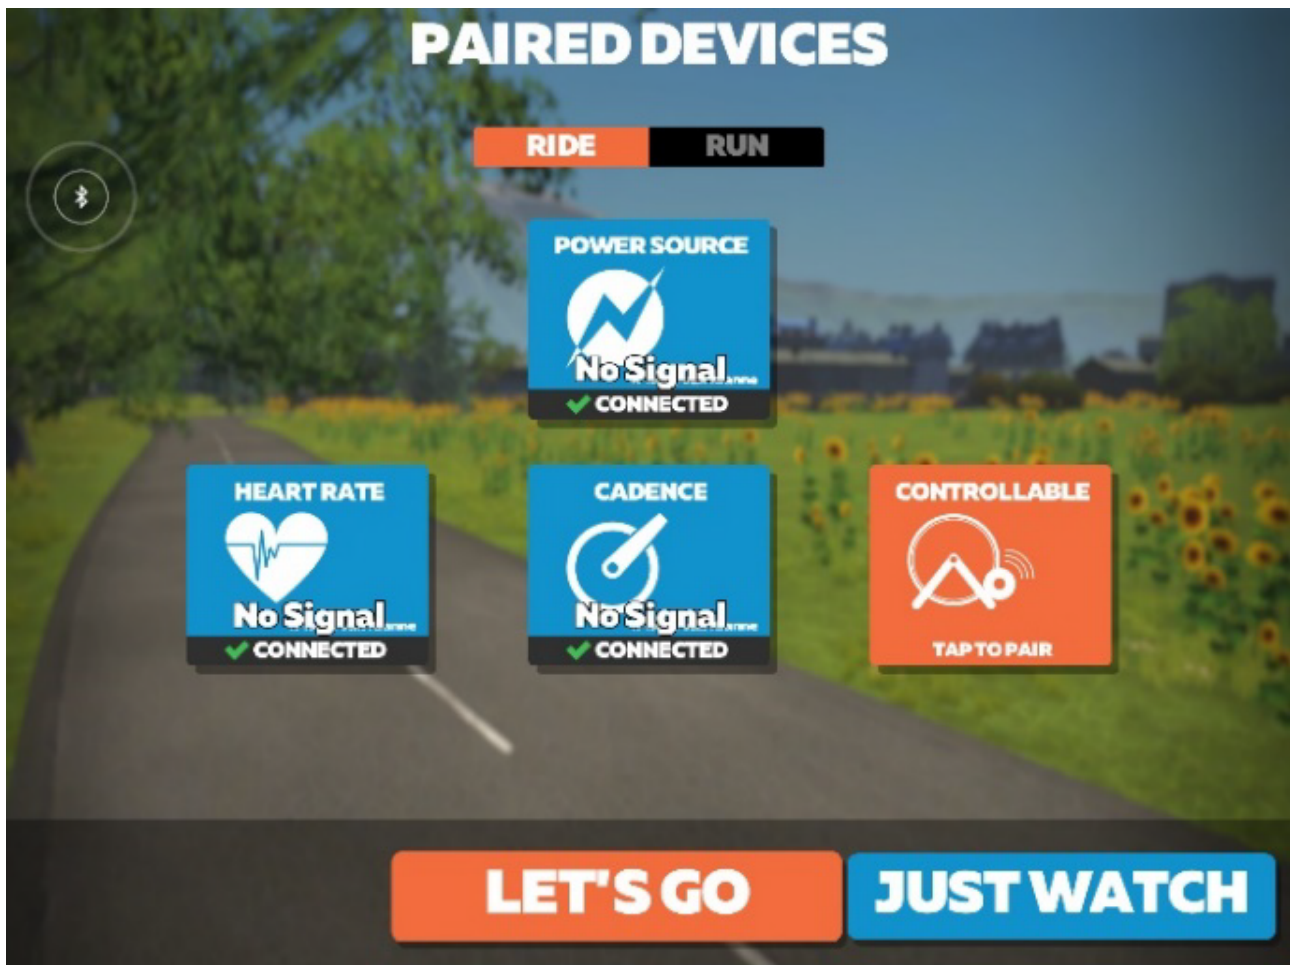 PAIRED DEVICES
RIDE RUN
POWER SOURCE
No Signal
CONNECTED
HEART RATE
No Signal
CONNECTED
CADENCE
No Signal
CONNECTED
CONTROLLABLE
TAP TO PAIR
LET'S GO
JUST WATCH